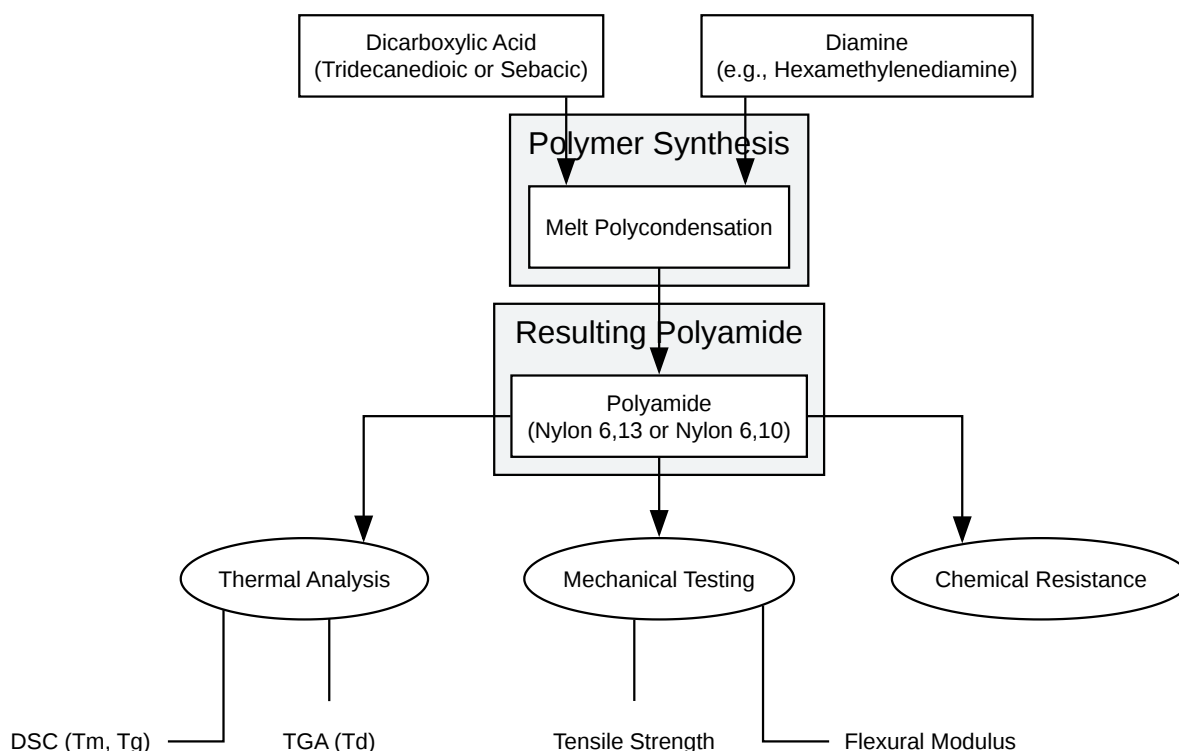 Dicarboxylic Acid
(Tridecanedioic or Sebacic)
Diamine
(e.g., Hexamethylenediamine)
Polymer Synthesis
Melt Polycondensation
Resulting Polyamide
Polyamide
(Nylon 6,13 or Nylon 6,10)
Thermal Analysis
Mechanical Testing
Chemical Resistance
DSC (Tm, Tg)
TGA (Td)
Tensile Strength
Flexural Modulus